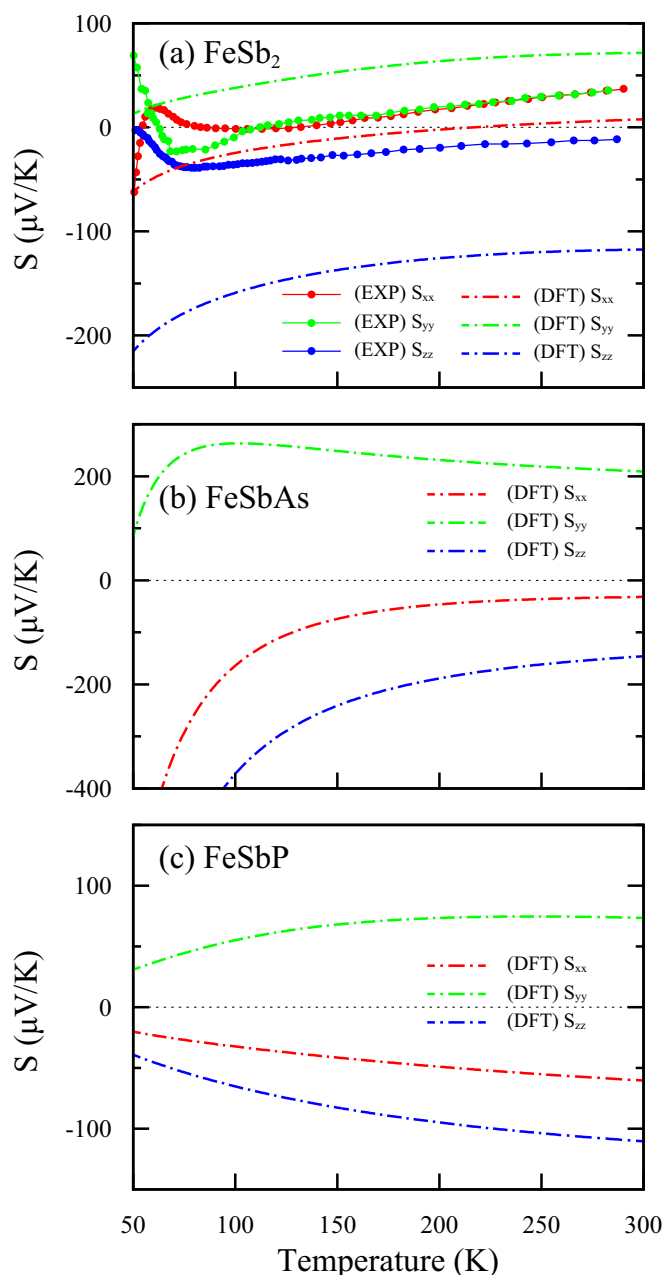 100
(a) FeSb₂
0
S (μV/K)
-100
(EXP) Sxx (DFT) Sxx
(EXP) Syy (DFT) Syy
-200
(EXP) Szz (DFT) Szz
200
(b) FeSbAs
(DFT) Sxx
(DFT) Syy
(DFT) Szz
0
S (μV/K)
-200
-400
(c) FeSbP
100
(DFT) Sxx
(DFT) Syy
0
(DFT) Szz
S (μV/K)
-100
50 100 150 200 250 300
Temperature (K)